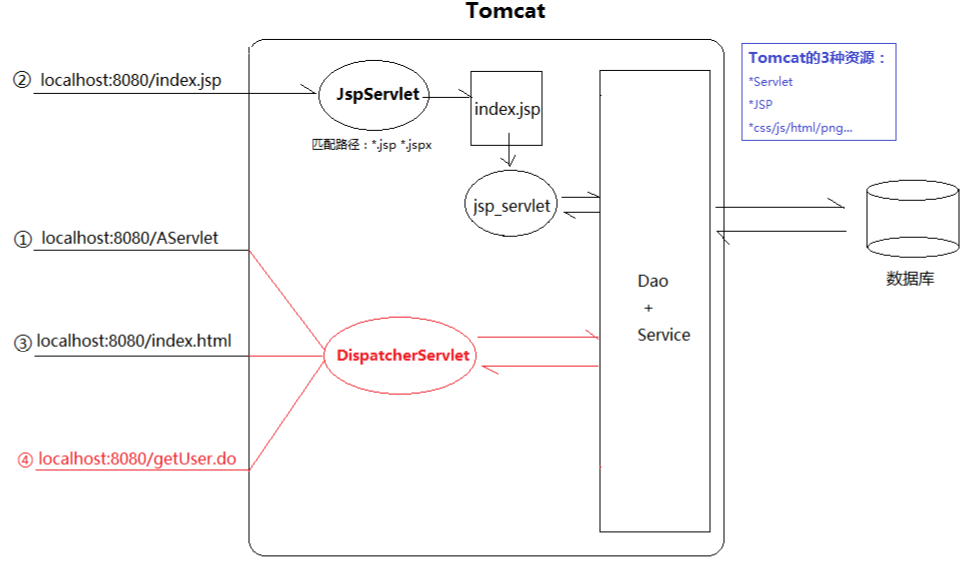 Tomcat
② localhost:8080/index.jsp
JspServlet
匹配路径：*.jsp *.jspx
index.jsp
jsp_servlet
Tomcat的3种资源：
*Servlet
*JSP
*css/js/html/png...
① localhost:8080/AServlet
③ localhost:8080/index.html
④ localhost:8080/getUser.do
DispatcherServlet
Dao
+
Service
数据库